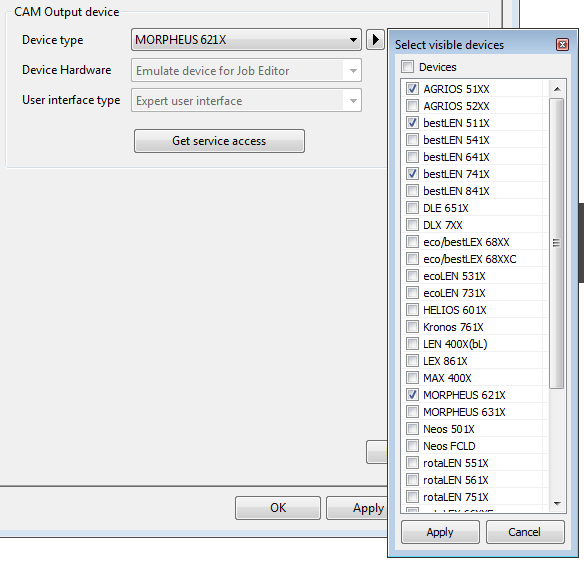 CAM Output device
Device type
MORPHEUS 621X
Device Hardware
Emulate device for Job Editor
User interface type
Expert user interface
Get service access
OK
Apply
Select visible devices
Devices
AGRIOS 51XX
AGRIOS 52XX
bestLEN 511X
bestLEN 541X
bestLEN 641X
bestLEN 741X
bestLEN 841X
DLE 651X
DLX 7XX
eco/bestLEX 68XX
eco/bestLEX 68XXC
ecoLEN 531X
ecoLEN 731X
HELIOS 601X
Kronos 761X
LEN 400X(bL)
LEX 861X
MAX 400X
MORPHEUS 621X
MORPHEUS 631X
Neos 501X
Neos FCLD
rotaLEN 551X
rotaLEN 561X
rotaLEN 751X
Apply
Cancel